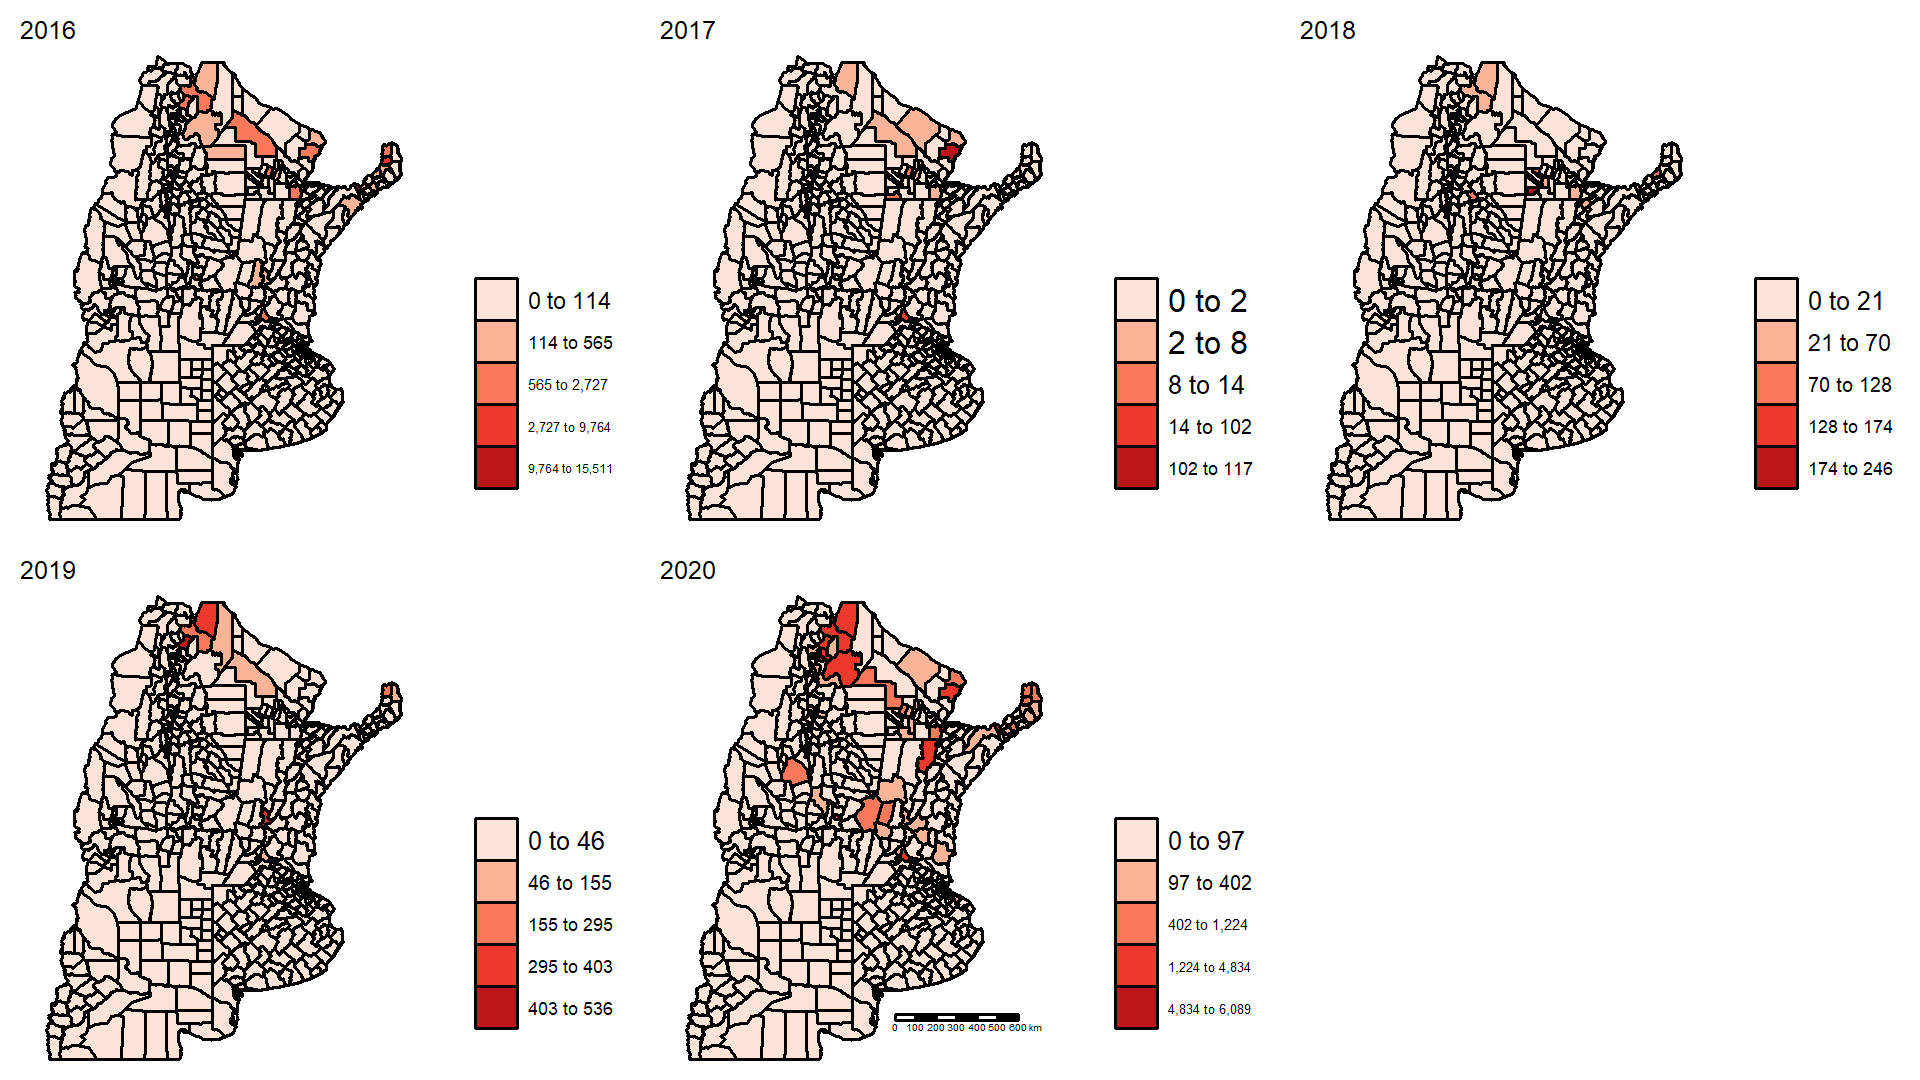 2016
2017
2018
0 to 114
114 to 565
565 to 2,727
2,727 to 9,764
9,764 to 15,511
0 to 2
2 to 8
8 to 14
14 to 102
102 to 117
0 to 21
21 to 70
70 to 128
128 to 174
174 to 246
2019
2020
0 to 46
46 to 155
155 to 295
295 to 403
403 to 536
0 to 97
97 to 402
402 to 1,224
1,224 to 4,834
4,834 to 6,089
0 100 200 300 400 500 600 km